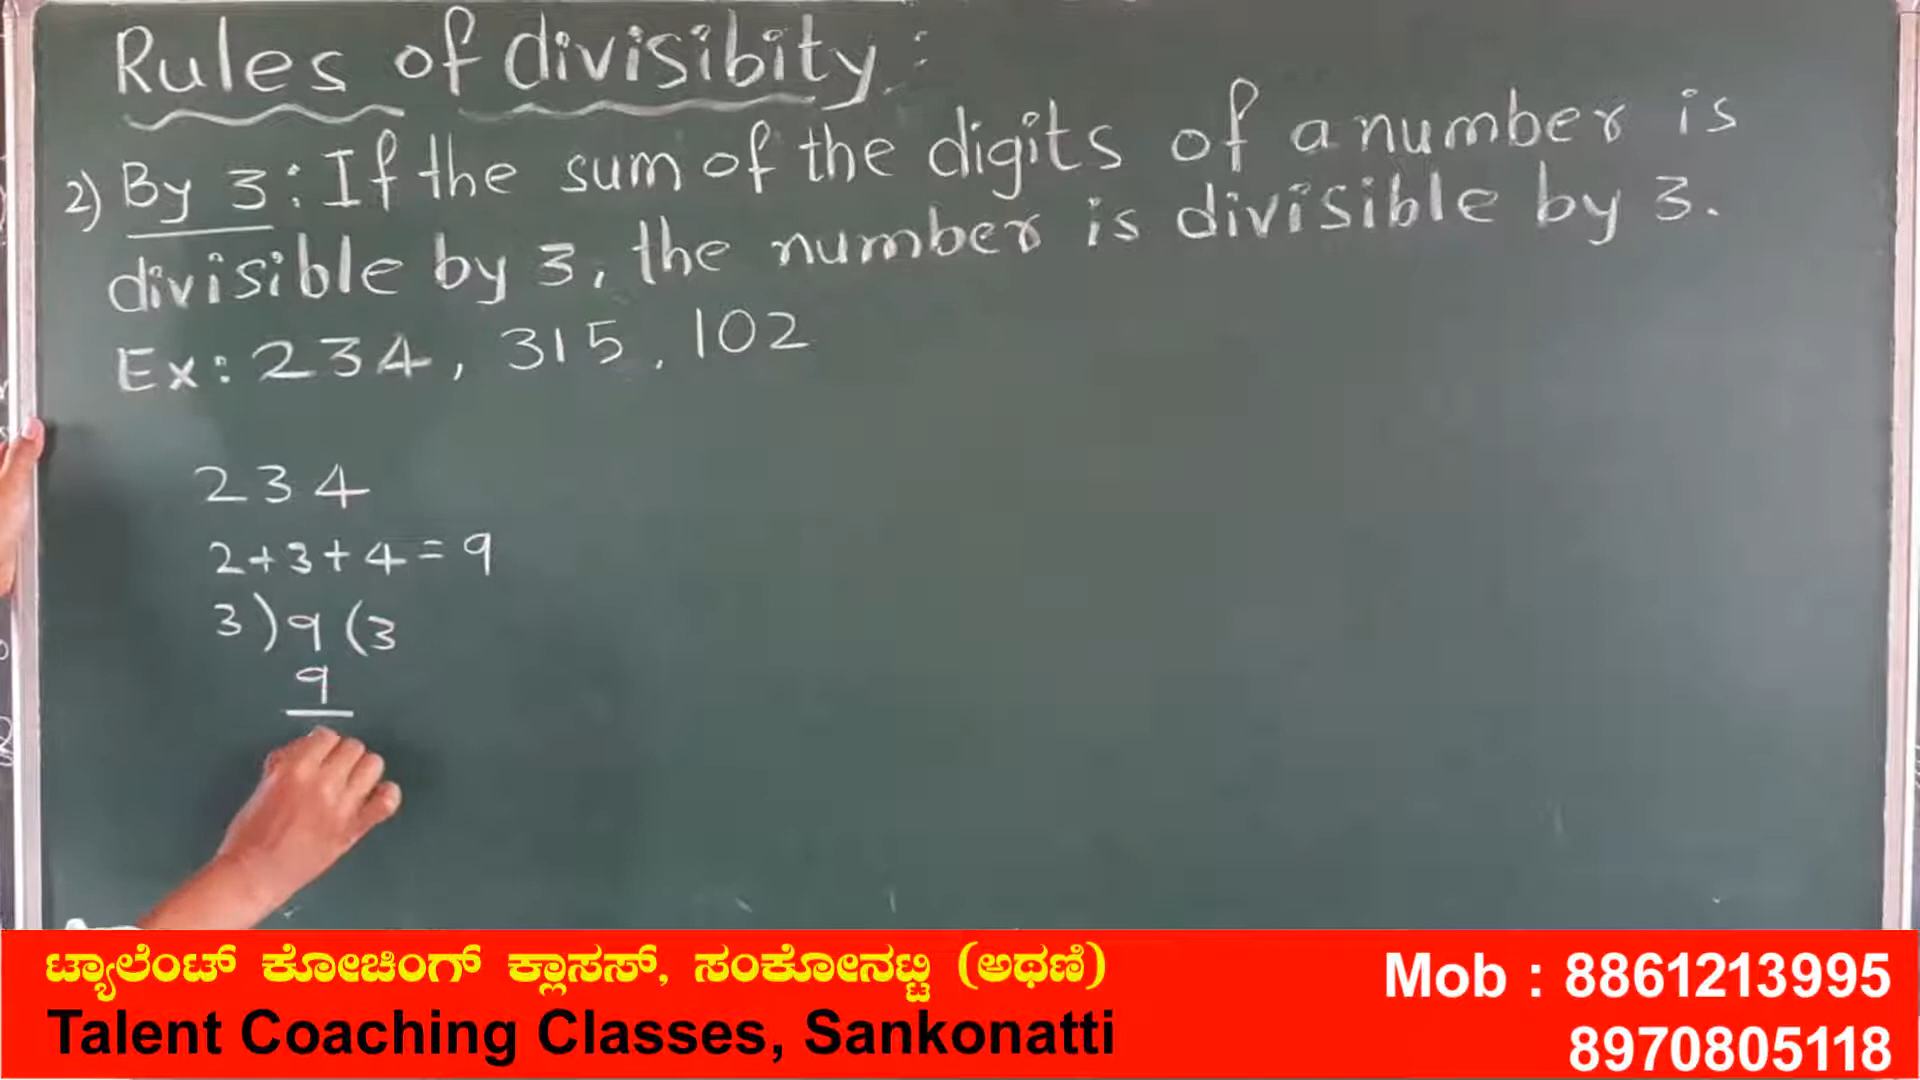 Rules of divisibity:
2) By 3: If the sum of the digits of a number is
divisible by 3, the number is divisible by 3.
Ex: 234, 315, 102
234
2+3+4=9
3)9(3
9
ಟ್ಯಾಲೆಂಟ್ ಕೋಚಿಂಗ್ ಕ್ಲಾಸಸ್, ಸಂಕೋನಟ್ಟಿ (ಅಥಣಿ)
Talent Coaching Classes, Sankonatti
Mob : 8861213995
8970805118